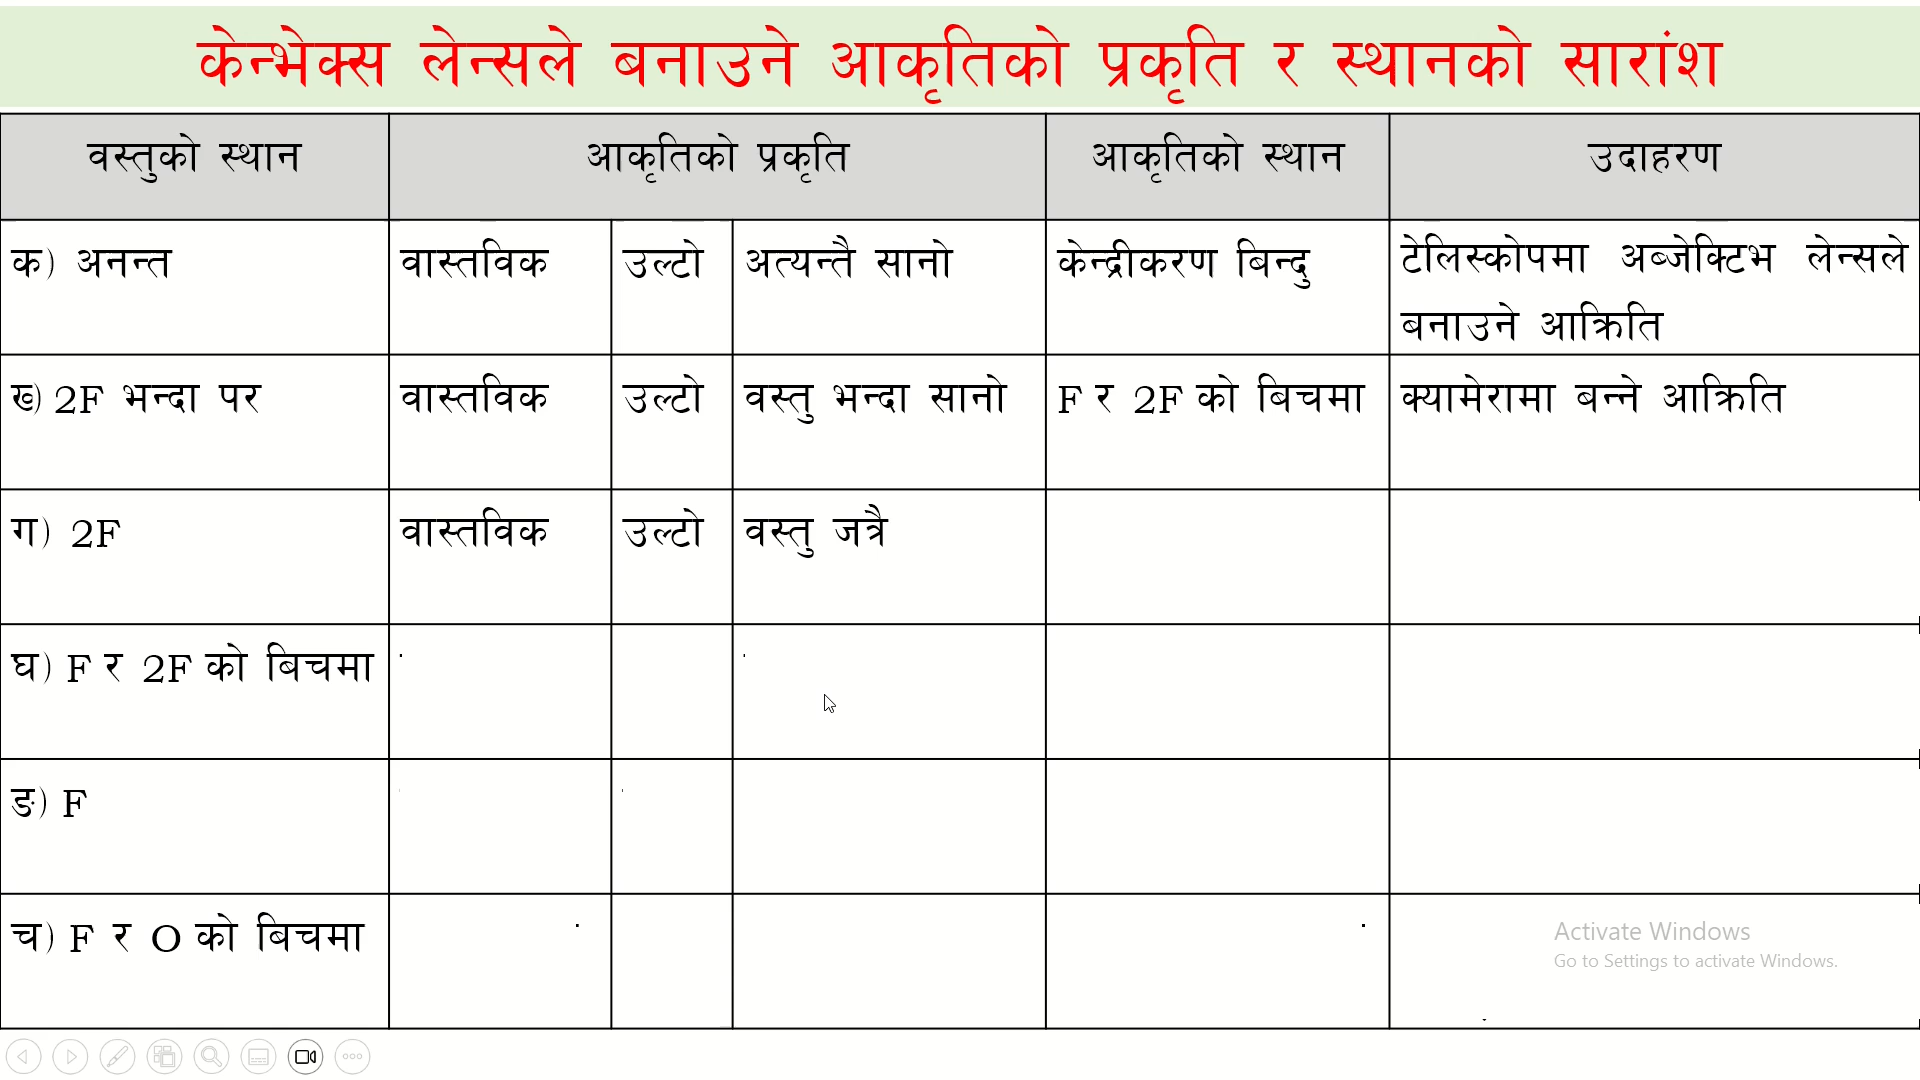 केन्भेक्स लेन्सले बनाउने आकृतिको प्रकृति र स्थानको सारांश
वस्तुको स्थान आकृतिको प्रकृति आकृतिको स्थान उदाहरण
क) अनन्त वास्तविक उल्टो अत्यन्तै सानो केन्द्रीकरण बिन्दु टेलिस्कोपमा अब्जेक्टिभ लेन्सले
बनाउने आक्रिति
ख) 2F भन्दा पर वास्तविक उल्टो वस्तु भन्दा सानो F र 2F को बिचमा क्यामेरामा बन्ने आक्रिति
ग) 2F वास्तविक उल्टो वस्तु जत्रै
घ) F र 2F को बिचमा
ङ) F
च) F र O को बिचमा
Activate Windows
Go to Settings to activate Windows.